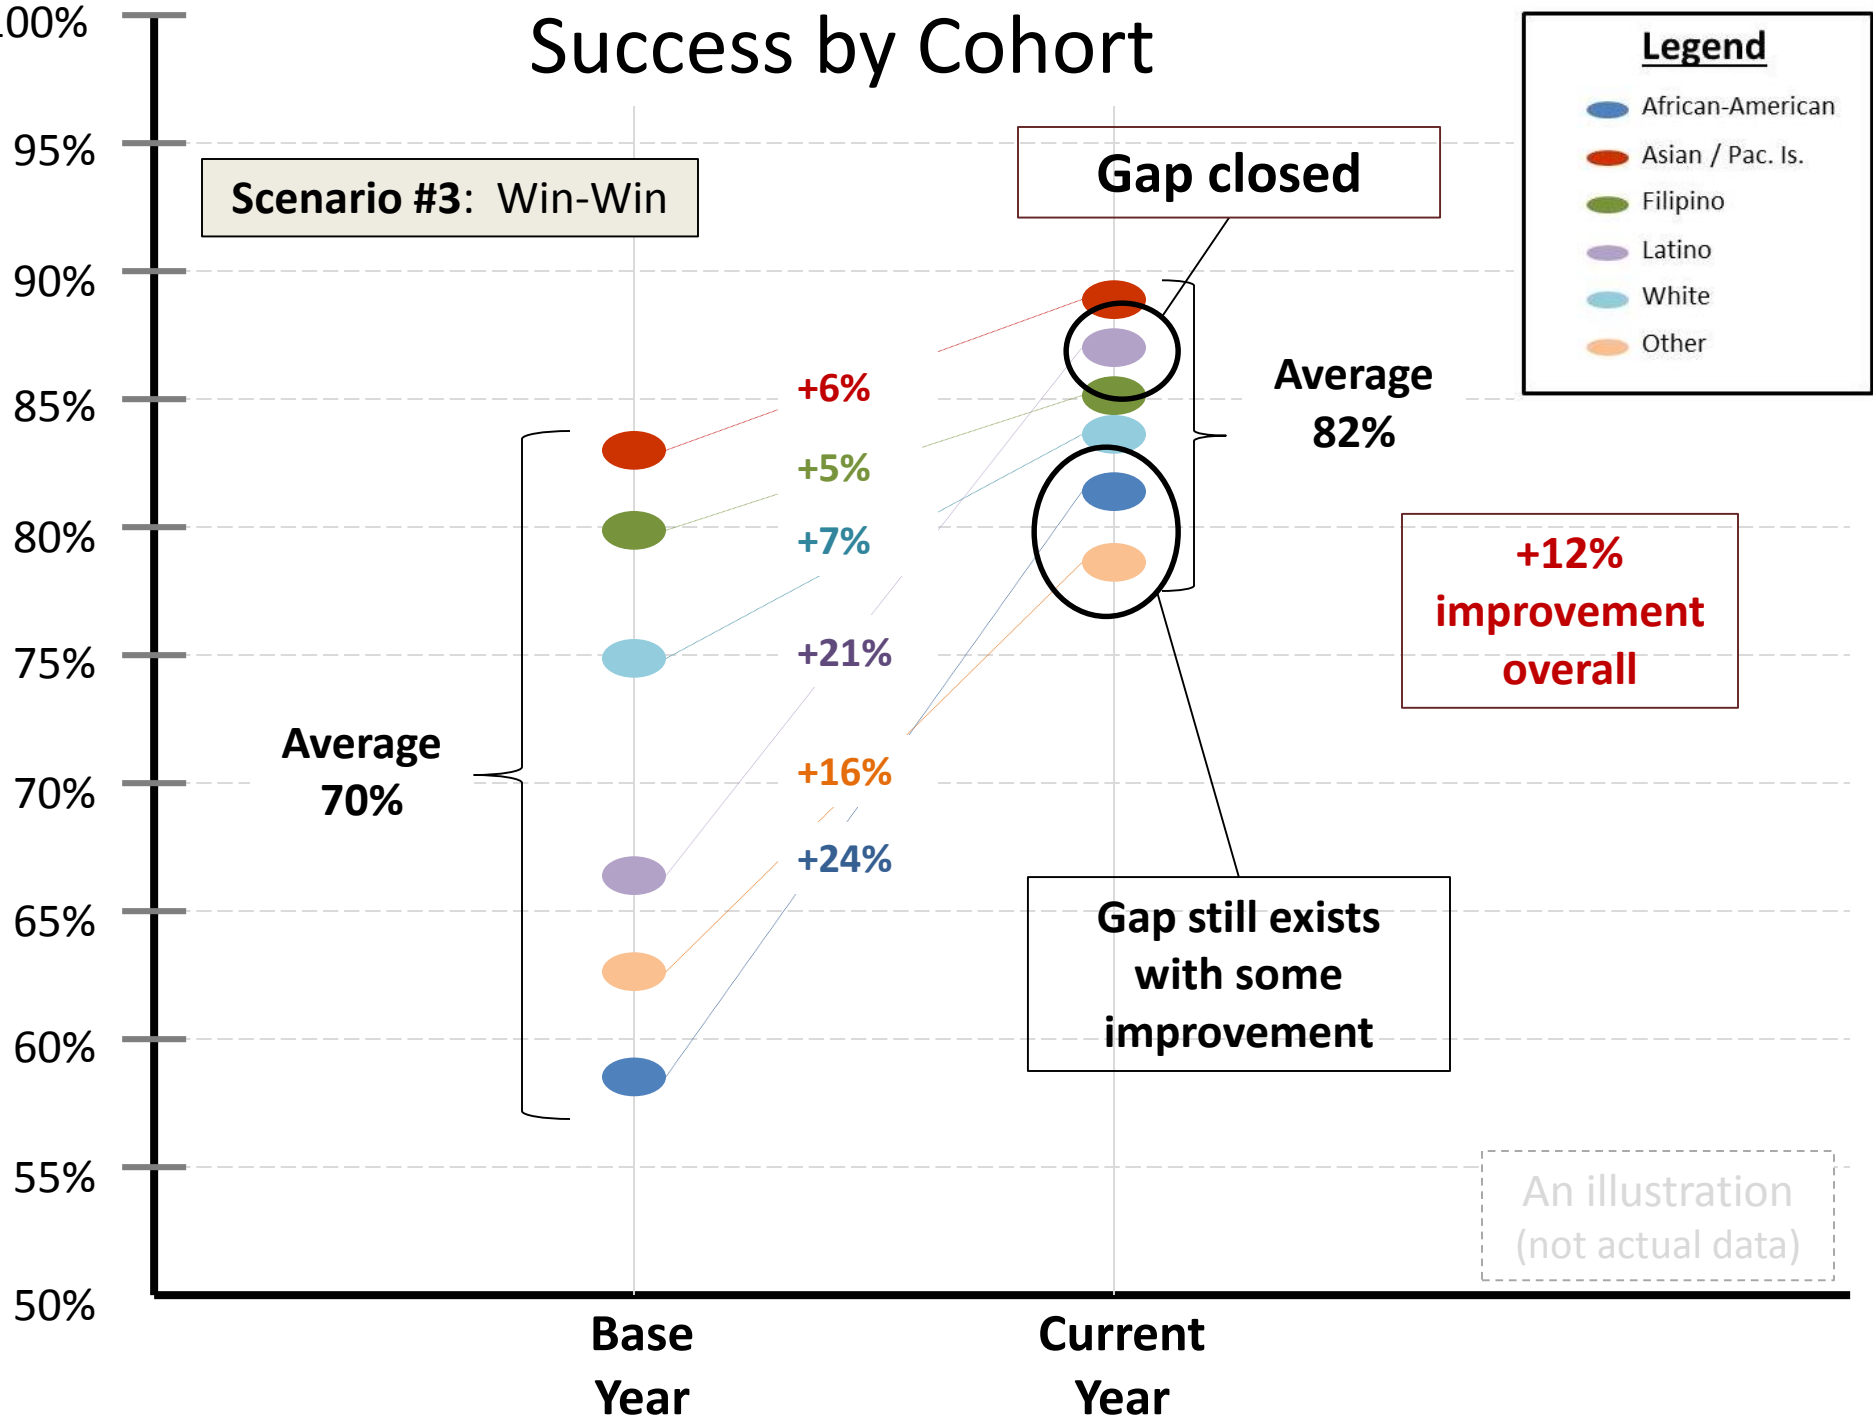 Success by Cohort
Legend
African-American
Asian / Pac. Is.
Filipino
Latino
White
Other
Scenario #3:  Win-Win
Gap closed
00%
95%
90%
85%
80%
75%
70%
65%
60%
55%
50%
Average
70%
+6%
+5%
+7%
+21%
+16%
+24%
Average
82%
+12%
improvement
overall
Gap still exists
with some
improvement
An illustration
(not actual data)
Base
Year
Current
Year